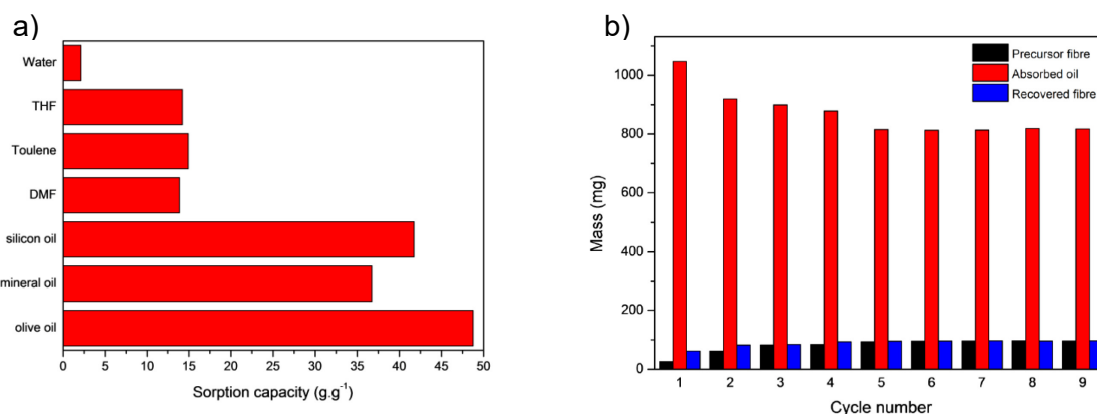 a)
Water
THF
Toulene
DMF
silicon oil
mineral oil
olive oil
0 5 10 15 20 25 30 35 40 45 50
Sorption capacity (g.g⁻¹)
b)
Precursor fibre
Absorbed oil
Recovered fibre
1000
800
600
400
200
0
Mass (mg)
1 2 3 4 5 6 7 8 9
Cycle number